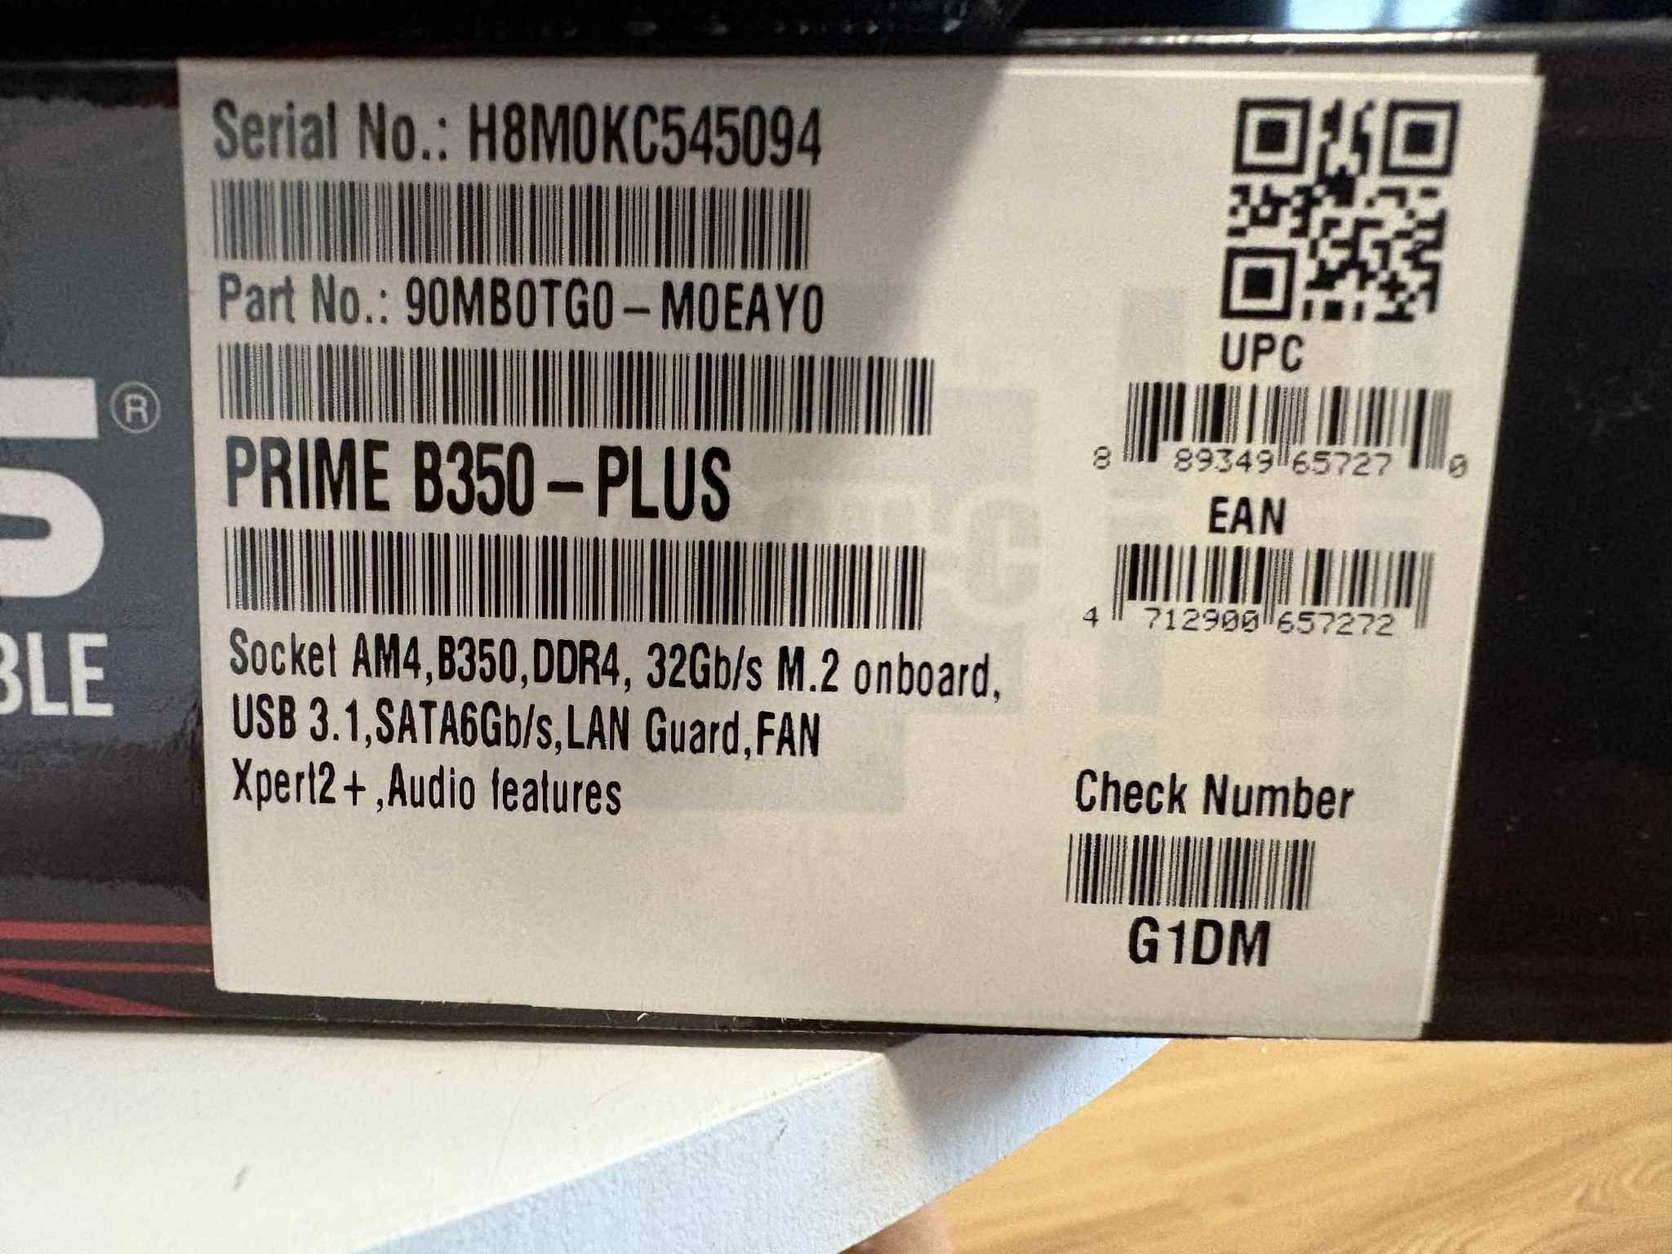 Serial No.: H8M0KC545094
Part No.: 90MB0TG0-M0EAY0
PRIME B350-PLUS
Socket AM4,B350,DDR4, 32Gb/s M.2 onboard,
USB 3.1,SATA6Gb/s,LAN Guard,FAN
Xpert2+,Audio features
UPC
8 89349 65727 0
EAN
4 712900 657272
Check Number
G1DM
S®
BLE